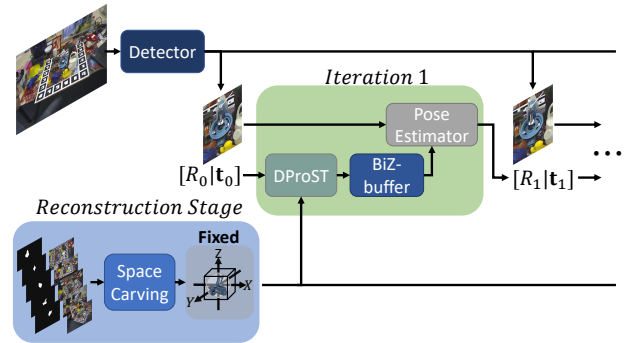 Detector
Iteration 1
Pose
Estimator
[R₀|t₀]
DProST
BiZ-
buffer
[R₁|t₁]
...
Reconstruction Stage
Fixed
Space
Carving
Z
X
Y